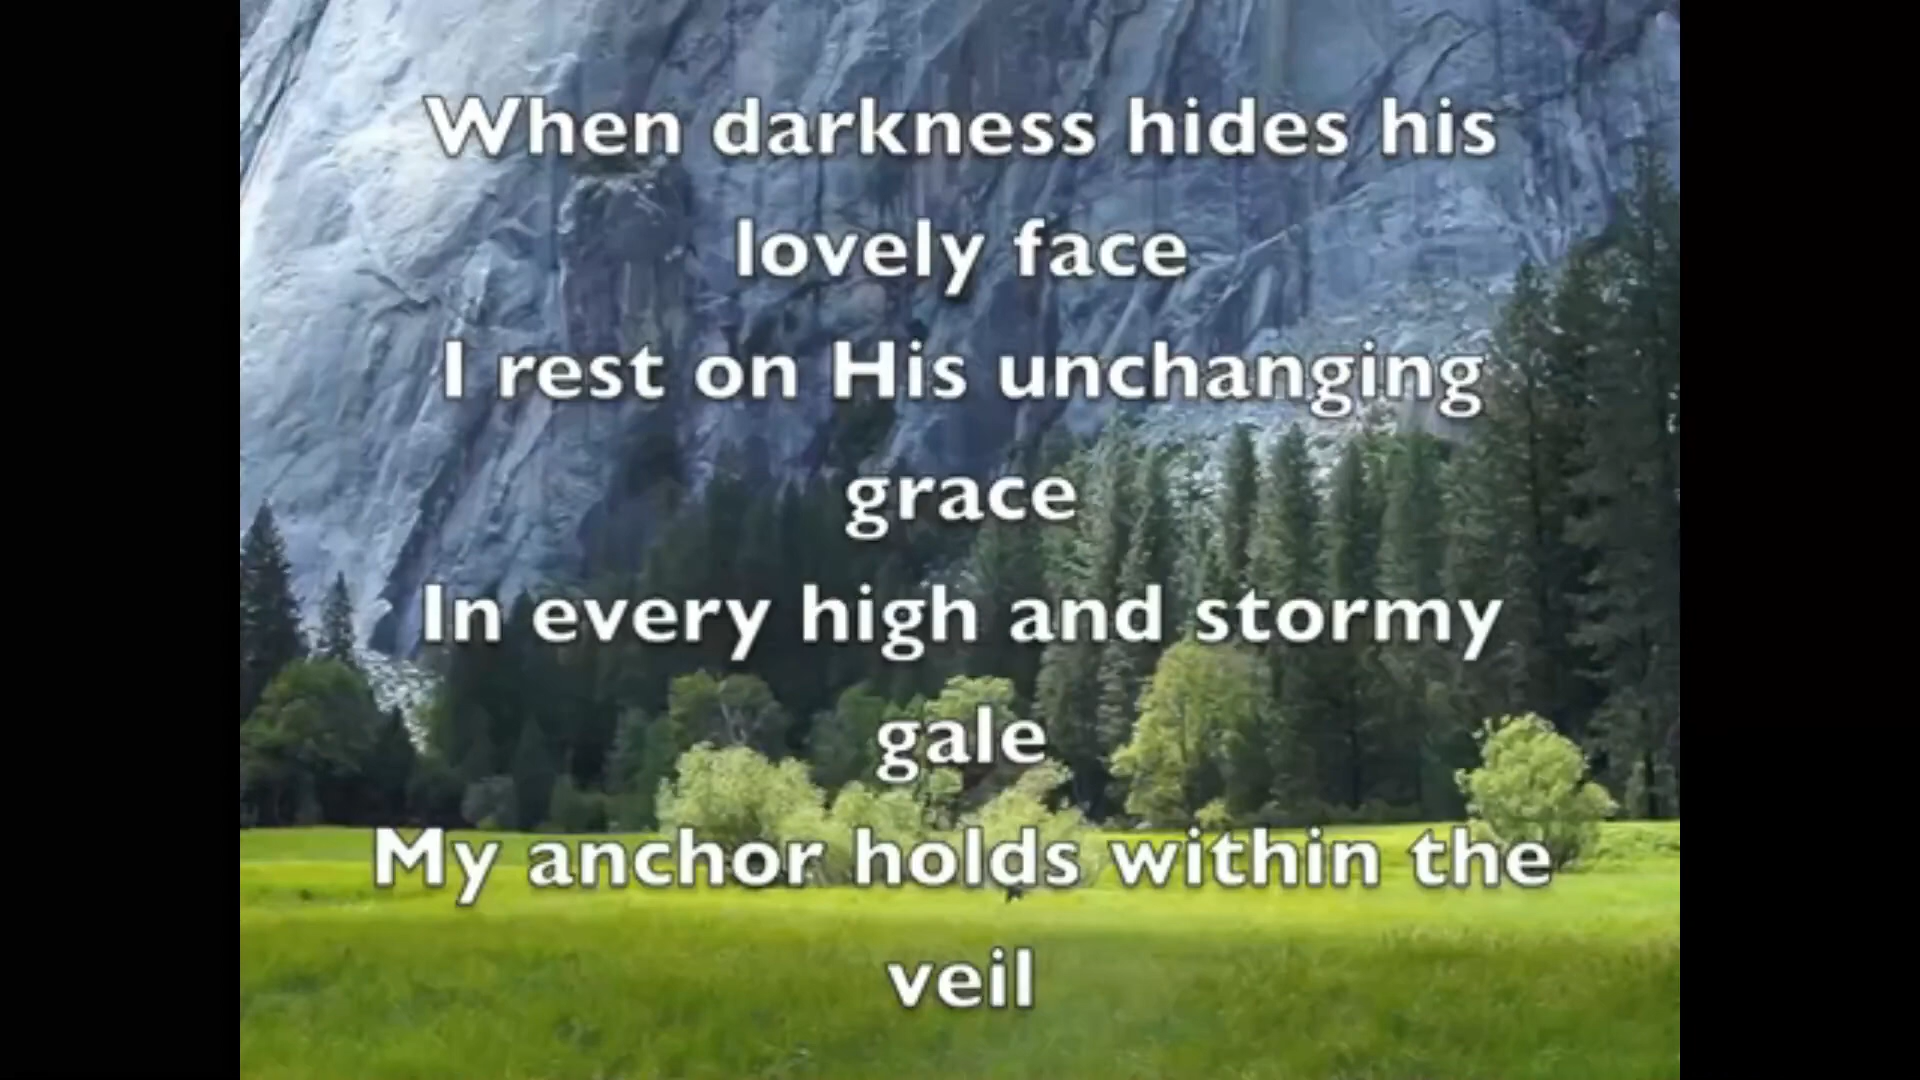 When darkness hides his
lovely face
I rest on His unchanging
grace
In every high and stormy
gale
My anchor holds within the
veil